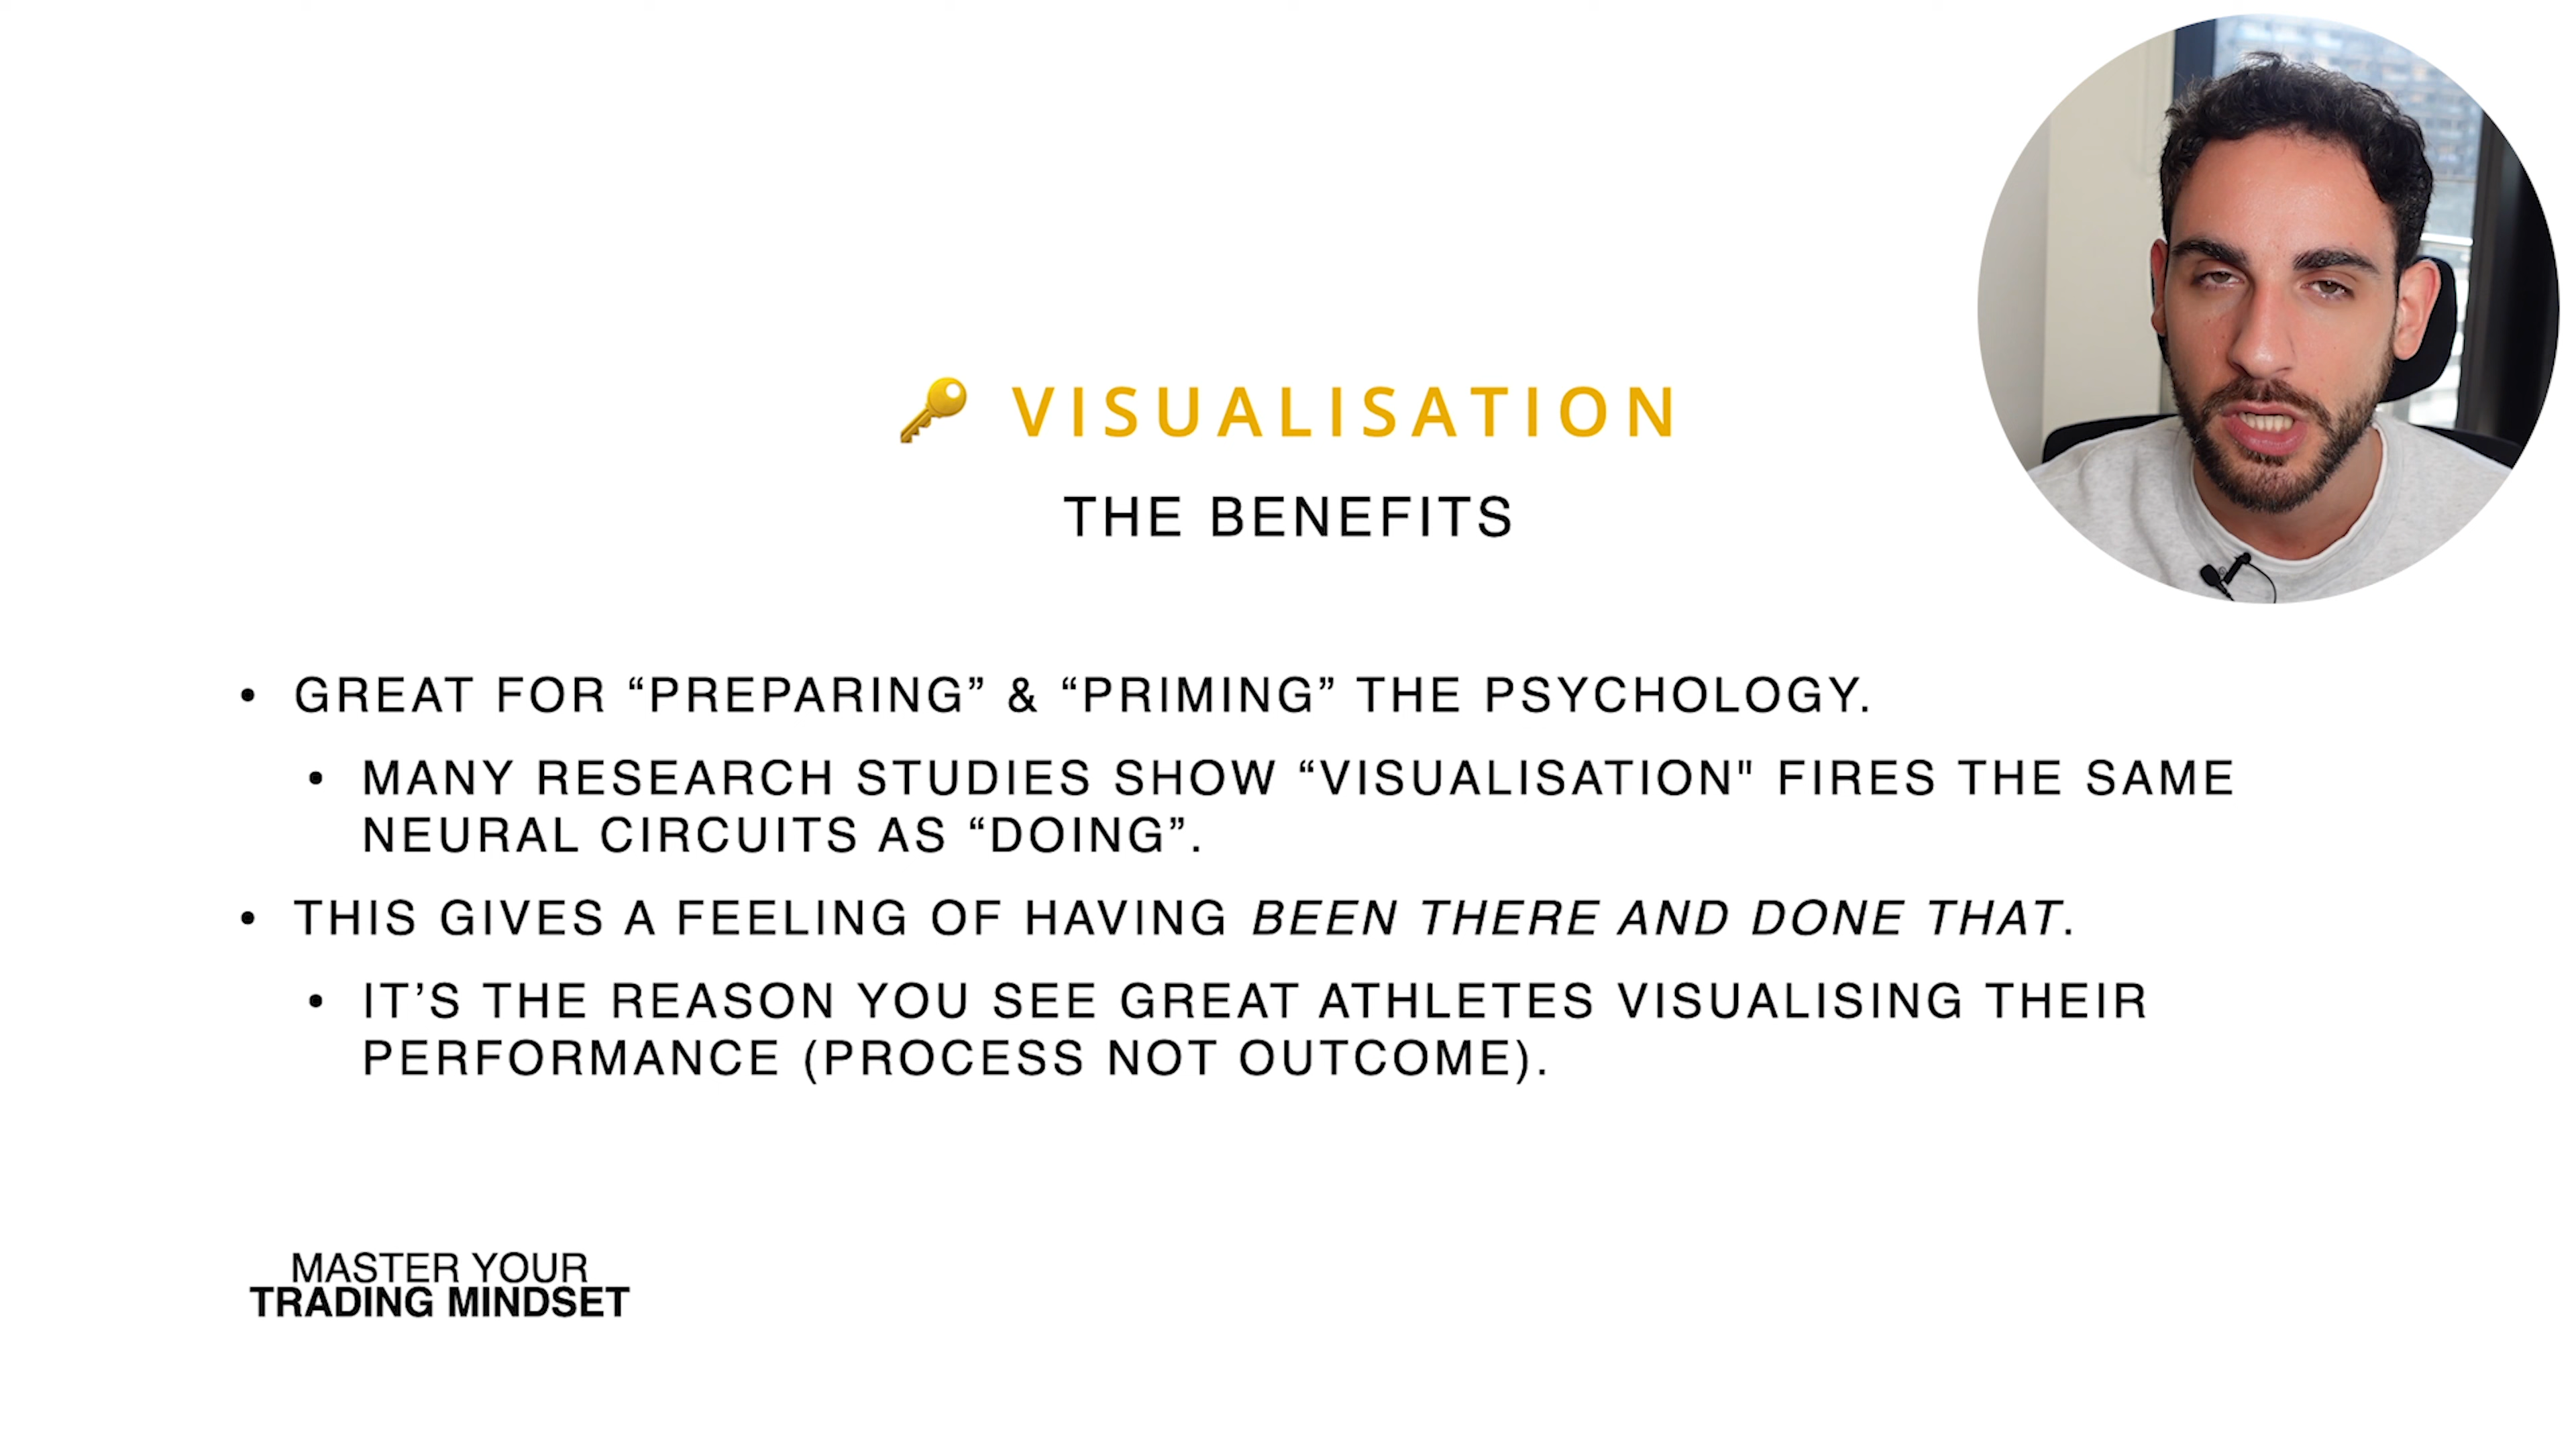 🔑 VISUALISATION
THE BENEFITS
• GREAT FOR “PREPARING” & “PRIMING” THE PSYCHOLOGY.
• MANY RESEARCH STUDIES SHOW “VISUALISATION" FIRES THE SAME
NEURAL CIRCUITS AS “DOING”.
• THIS GIVES A FEELING OF HAVING BEEN THERE AND DONE THAT.
• IT’S THE REASON YOU SEE GREAT ATHLETES VISUALISING THEIR
PERFORMANCE (PROCESS NOT OUTCOME).
MASTER YOUR
TRADING MINDSET